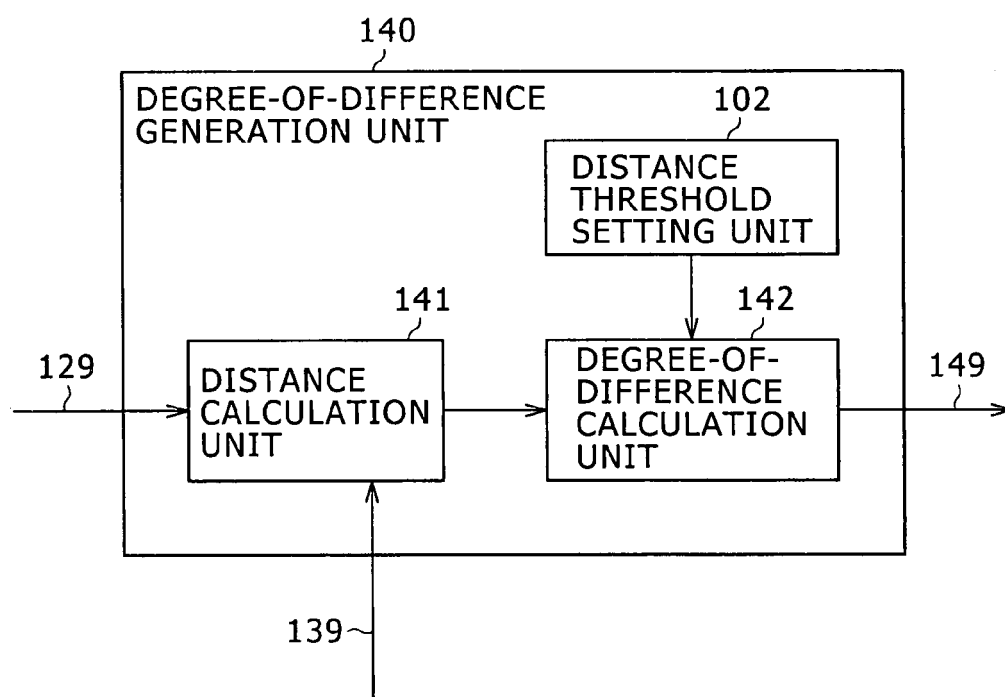 140
DEGREE-OF-DIFFERENCE
GENERATION UNIT
102
DISTANCE
THRESHOLD
SETTING UNIT
141
142
129
DISTANCE
CALCULATION
UNIT
DEGREE-OF-
DIFFERENCE
CALCULATION
UNIT
149
139